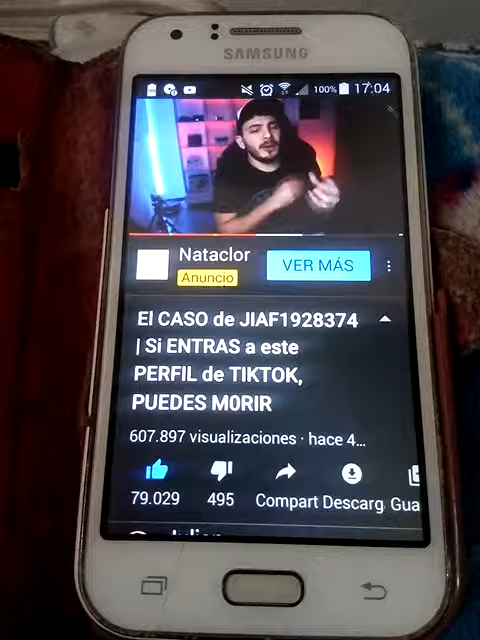 SAMSUNG
100% 17:04
Nataclor
Anuncio
VER MÁS
El CASO de JIAF1928374
| Si ENTRAS a este
PERFIL de TIKTOK,
PUEDES M0RIR
607.897 visualizaciones · hace 4...
79.029 495 Compart Descarg Gua